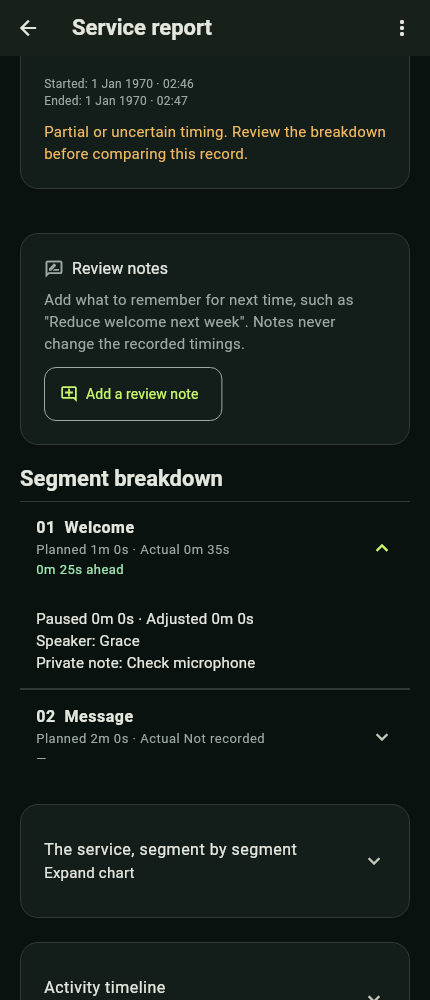 Service report
Started: 1 Jan 1970 · 02:46
Ended: 1 Jan 1970 · 02:47
Partial or uncertain timing. Review the breakdown
before comparing this record.
Review notes
Add what to remember for next time, such as
"Reduce welcome next week". Notes never
change the recorded timings.
Add a review note
Segment breakdown
01 Welcome
Planned 1m 0s · Actual 0m 35s
0m 25s ahead
Paused 0m 0s · Adjusted 0m 0s
Speaker: Grace
Private note: Check microphone
02 Message
Planned 2m 0s · Actual Not recorded
—
The service, segment by segment
Expand chart
Activity timeline